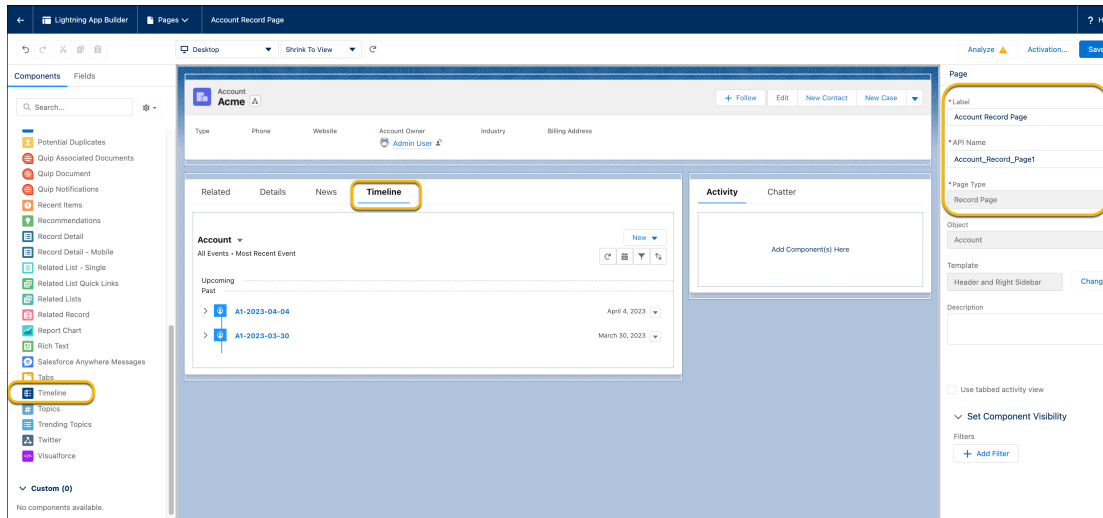 Lightning App Builder
Pages
Account Record Page
? H
Desktop
Shrink To View
Analyze
Activation...
Save
Components
Fields
Search...
Potential Duplicates
Quip Associated Documents
Quip Document
Quip Notifications
Recent Items
Recommendations
Record Detail
Record Detail - Mobile
Related List - Single
Related List Quick Links
Related Lists
Related Record
Report Chart
Rich Text
Salesforce Anywhere Messages
Tabs
Timeline
Topics
Trending Topics
Twitter
Visualforce
Custom (0)
No components available.
Account
Acme
+ Follow
Edit
New Contact
New Case
Type
Phone
Website
Account Owner
Industry
Billing Address
Admin User
Related
Details
News
Timeline
Account
New
All Events • Most Recent Event
Upcoming
Past
A1-2023-04-04
April 4, 2023
A1-2023-03-30
March 30, 2023
Activity
Chatter
Add Component(s) Here
Page
*Label
Account Record Page
*API Name
Account_Record_Page1
*Page Type
Record Page
Object
Account
Template
Header and Right Sidebar
Chang
Description
Use tabbed activity view
Set Component Visibility
Filters
+ Add Filter